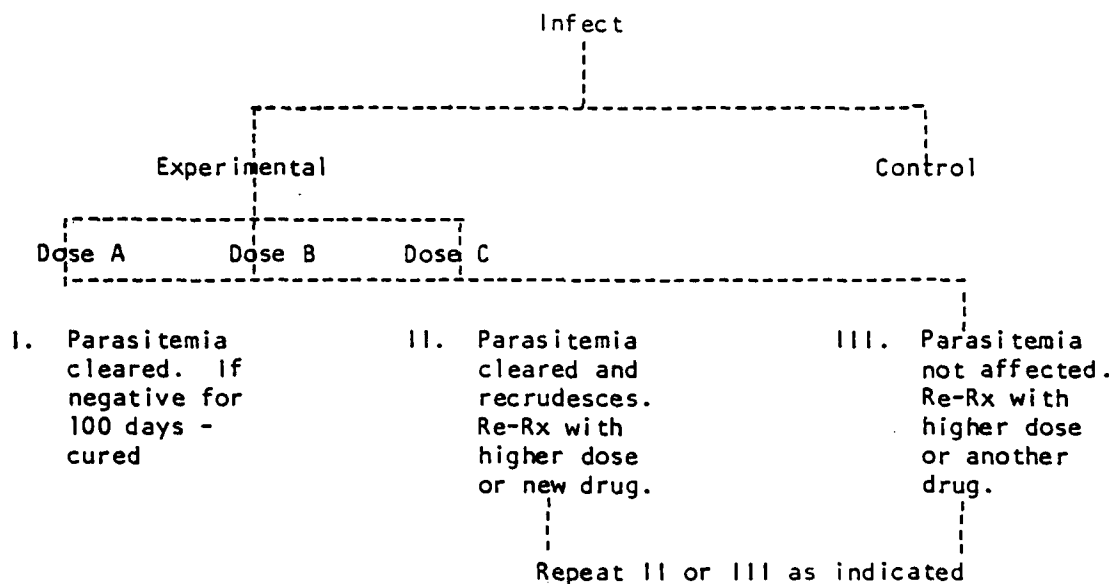 Infect
Experimental Control
Dose A Dose B Dose C
I. Parasitemia
cleared. If
negative for
100 days -
cured
II. Parasitemia
cleared and
recrudesces.
Re-Rx with
higher dose
or new drug.
III. Parasitemia
not affected.
Re-Rx with
higher dose
or another
drug.
Repeat II or III as indicated